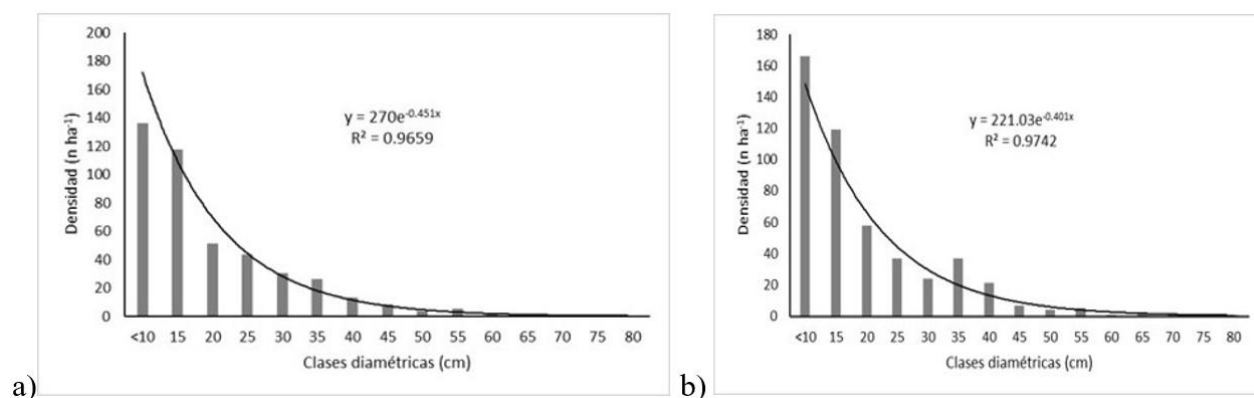 200
180
160
140
120
100
80
60
40
20
0
Densidad (n ha⁻¹)
y = 270e^-0.451x
R² = 0.9659
<10 15 20 25 30 35 40 45 50 55 60 65 70 75 80
Clases diamétricas (cm)
a)
180
160
140
120
100
80
60
40
20
0
Densidad (n ha⁻¹)
y = 221.03e^-0.401x
R² = 0.9742
<10 15 20 25 30 35 40 45 50 55 60 65 70 75 80
Clases diamétricas (cm)
b)